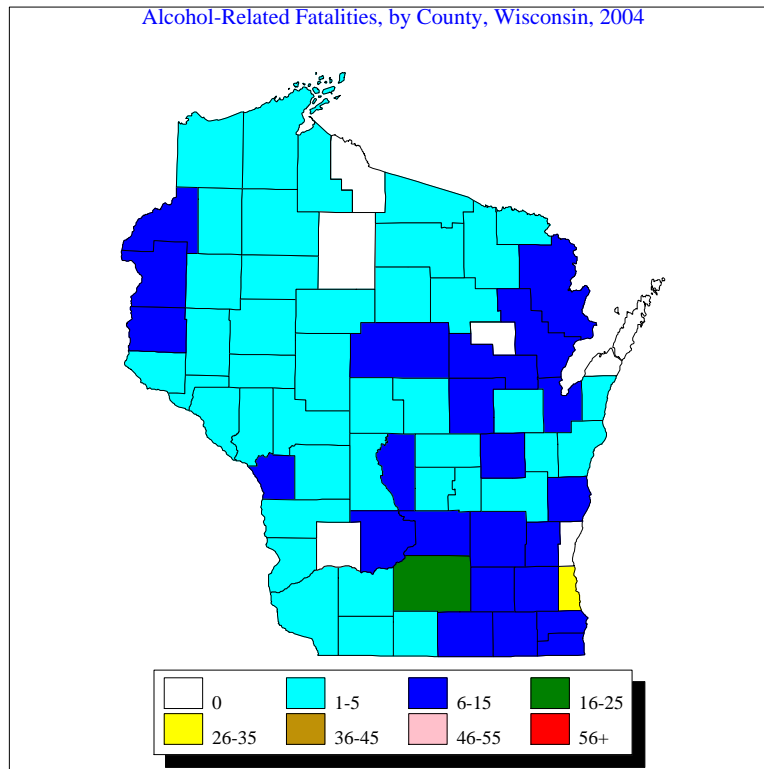 Alcohol-Related Fatalities, by County, Wisconsin, 2004
0 1-5 6-15 16-25
26-35 36-45 46-55 56+